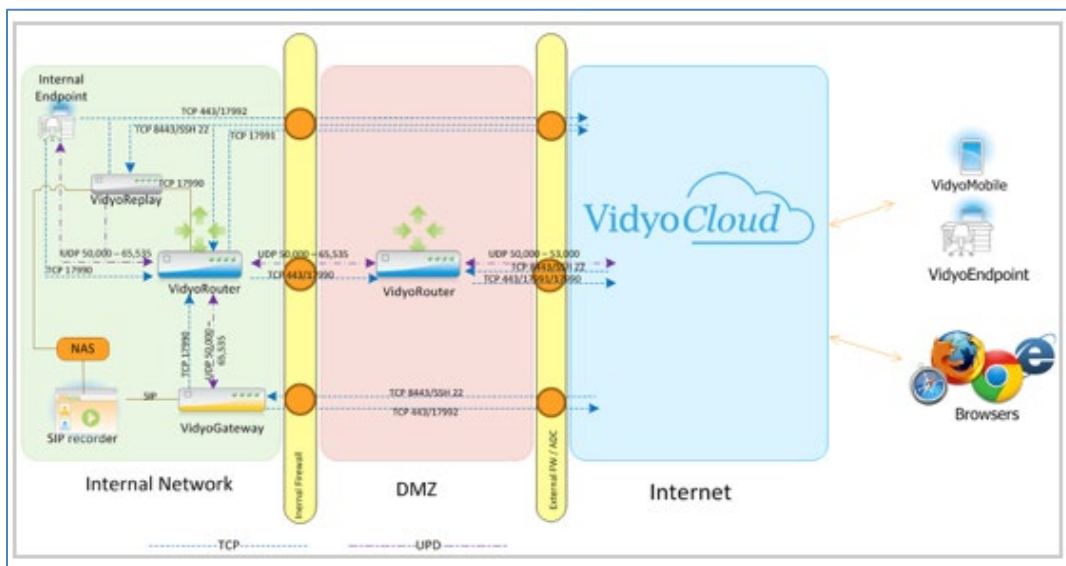 Internal
Endpoint
TCP 443/17992
TCP 8443/SSH 22
TCP 17991
TCP 17990
VidyoReplay
UDP 50,000 – 65,535
TCP 17990
VidyoRouter
UDP 50,000 – 65,535
TCP 443/17990
VidyoRouter
UDP 50,000 – 53,000
TCP 8443/SSH 22
TCP 443/17991/17990
VidyoCloud
VidyoMobile
VidyoEndpoint
Browsers
TCP 17990
UDP 50,000 –
65,535
NAS
SIP
SIP recorder
VidyoGateway
TCP 8443/SSH 22
TCP 443/17992
Inernal Firewall
External FW / ADC
Internal Network
DMZ
Internet
TCP
UPD